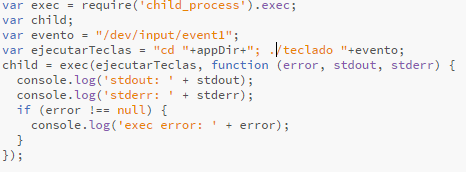 var exec = require('child_process').exec;
var child;
var evento = "/dev/input/event1";
var ejecutarTeclas = "cd "+appDir+"; ./teclado "+evento;
child = exec(ejecutarTeclas, function (error, stdout, stderr) {
  console.log('stdout: ' + stdout);
  console.log('stderr: ' + stderr);
  if (error !== null) {
    console.log('exec error: ' + error);
  }
});